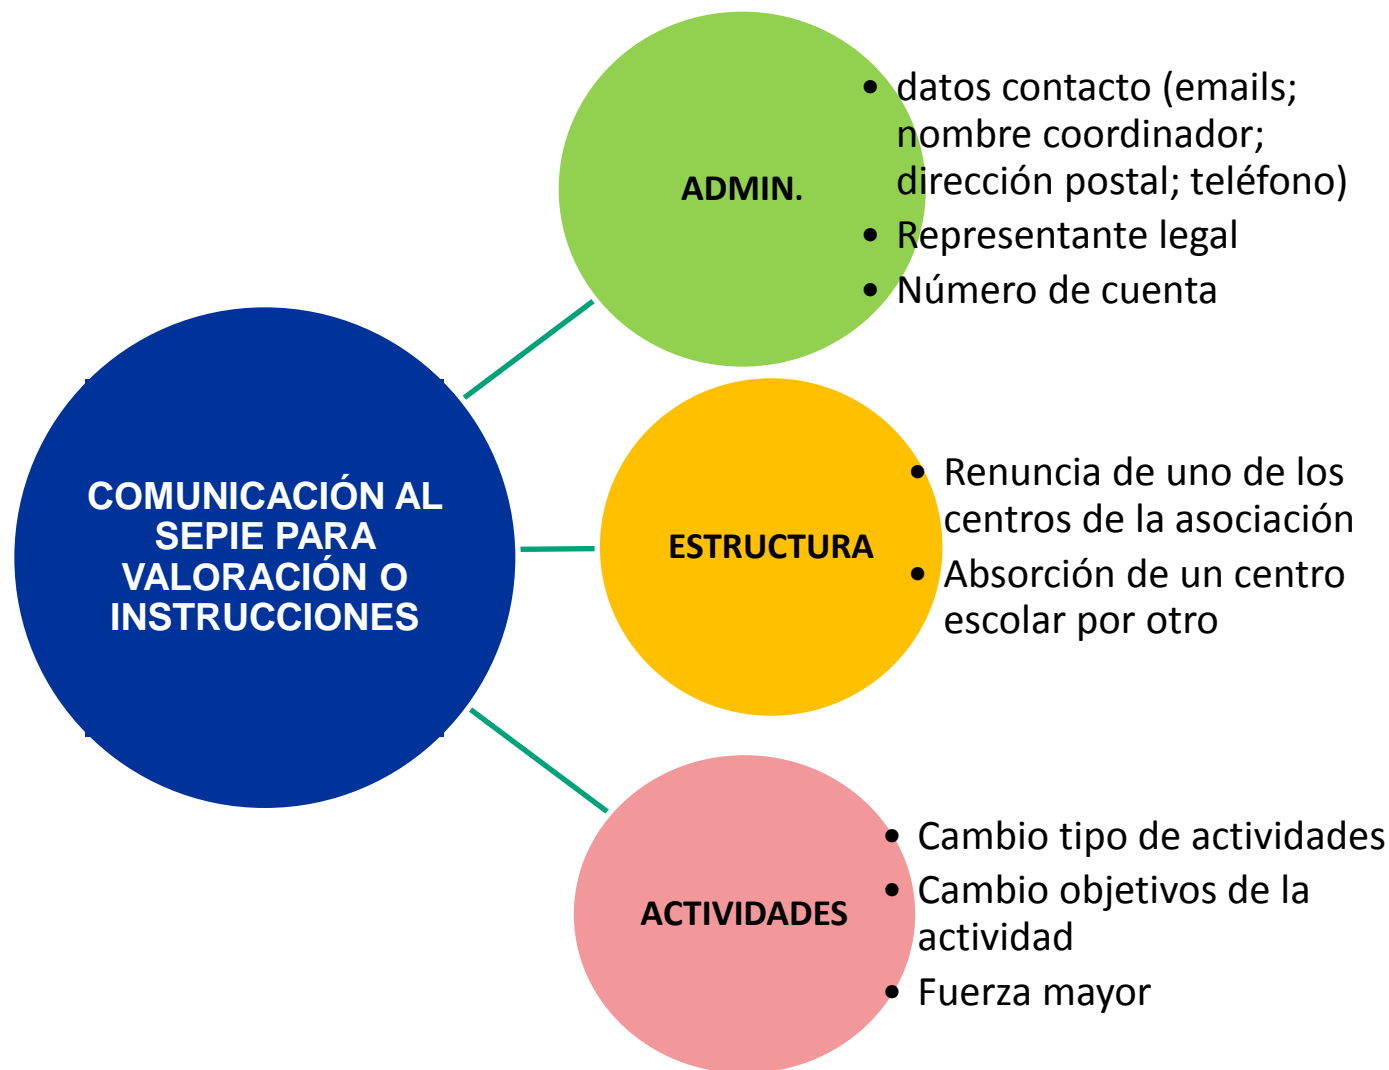 COMUNICACIÓN AL
SEPIE PARA
VALORACIÓN O
INSTRUCCIONES
ADMIN.
• datos contacto (emails;
nombre coordinador;
dirección postal; teléfono)
• Representante legal
• Número de cuenta
ESTRUCTURA
• Renuncia de uno de los
centros de la asociación
• Absorción de un centro
escolar por otro
ACTIVIDADES
• Cambio tipo de actividades
• Cambio objetivos de la
actividad
• Fuerza mayor